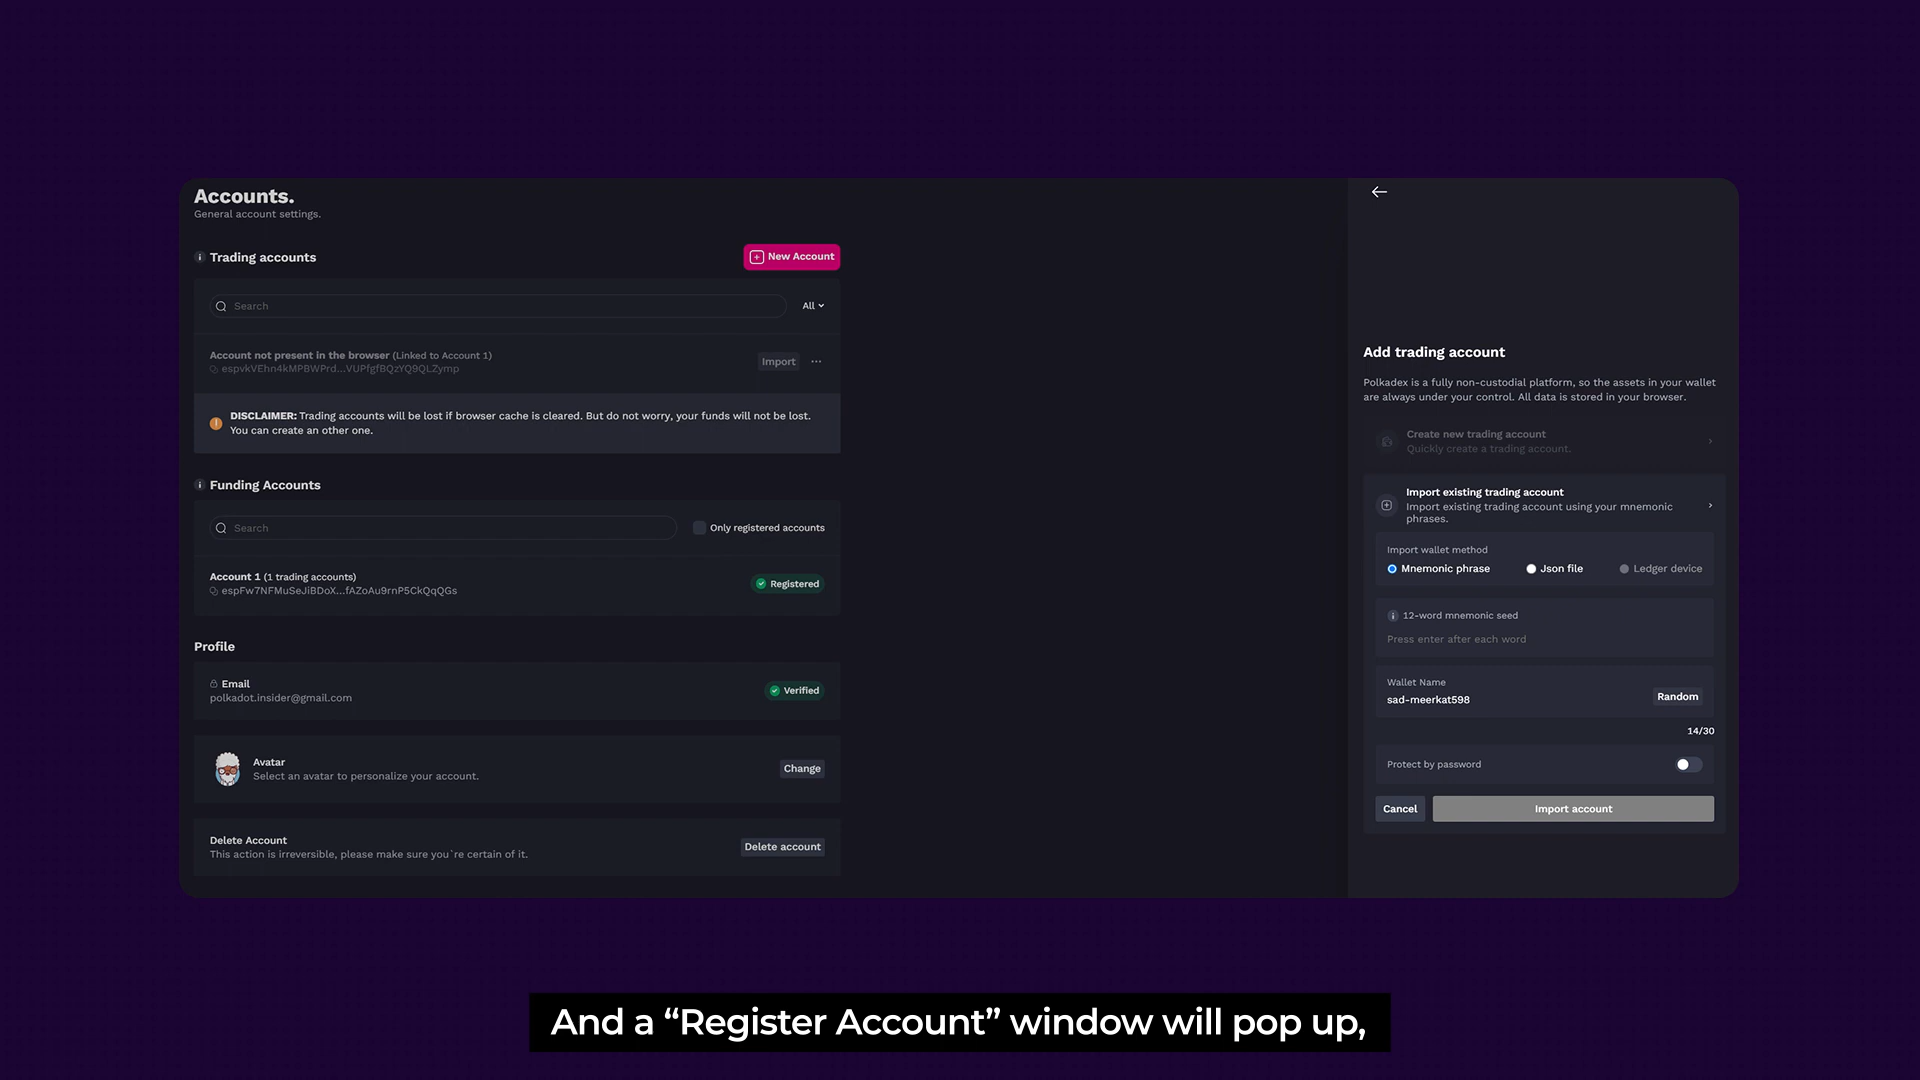 Accounts.
General account settings.
Trading accounts
New Account
Search
All
Account not present in the browser (Linked to Account 1)
espvkVEhn4kMPBWPrd...VUPfgfBQzYQ9QLZymp
Import
DISCLAIMER: Trading accounts will be lost if browser cache is cleared. But do not worry, your funds will not be lost.
You can create an other one.
Funding Accounts
Search
Only registered accounts
Account 1 (1 trading accounts)
espFw7NFMuSeJiBDoX...fAZoAu9rnP5CkQqQGs
Registered
Profile
Email
polkadot.insider@gmail.com
Verified
Avatar
Select an avatar to personalize your account.
Change
Delete Account
This action is irreversible, please make sure you`re certain of it.
Delete account
Add trading account
Polkadex is a fully non-custodial platform, so the assets in your wallet
are always under your control. All data is stored in your browser.
Create new trading account
Quickly create a trading account.
Import existing trading account
Import existing trading account using your mnemonic
phrases.
Import wallet method
Mnemonic phrase
Json file
Ledger device
12-word mnemonic seed
Press enter after each word
Wallet Name
sad-meerkat598
Random
14/30
Protect by password
Cancel
Import account
And a “Register Account” window will pop up,